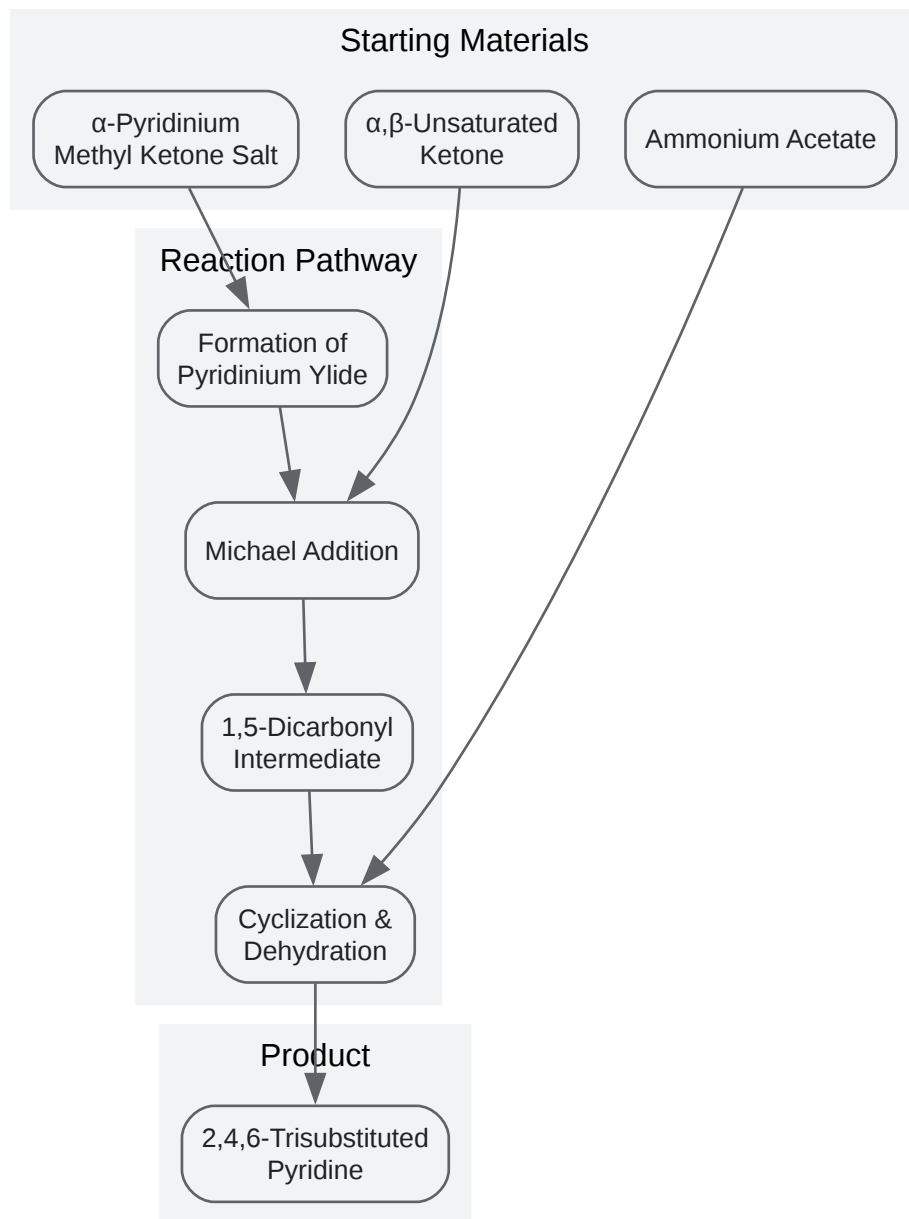 Starting Materials
α-Pyridinium
Methyl Ketone Salt
α,β-Unsaturated
Ketone
Ammonium Acetate
Reaction Pathway
Formation of
Pyridinium Ylide
Michael Addition
1,5-Dicarbonyl
Intermediate
Cyclization &
Dehydration
Product
2,4,6-Trisubstituted
Pyridine